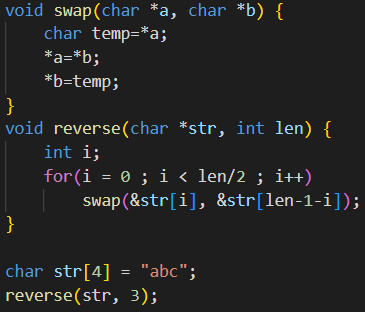 void swap(char *a, char *b) {
    char temp=*a;
    *a=*b;
    *b=temp;
}
void reverse(char *str, int len) {
    int i;
    for(i = 0 ; i < len/2 ; i++)
        swap(&str[i], &str[len-1-i]);
}

char str[4] = "abc";
reverse(str, 3);